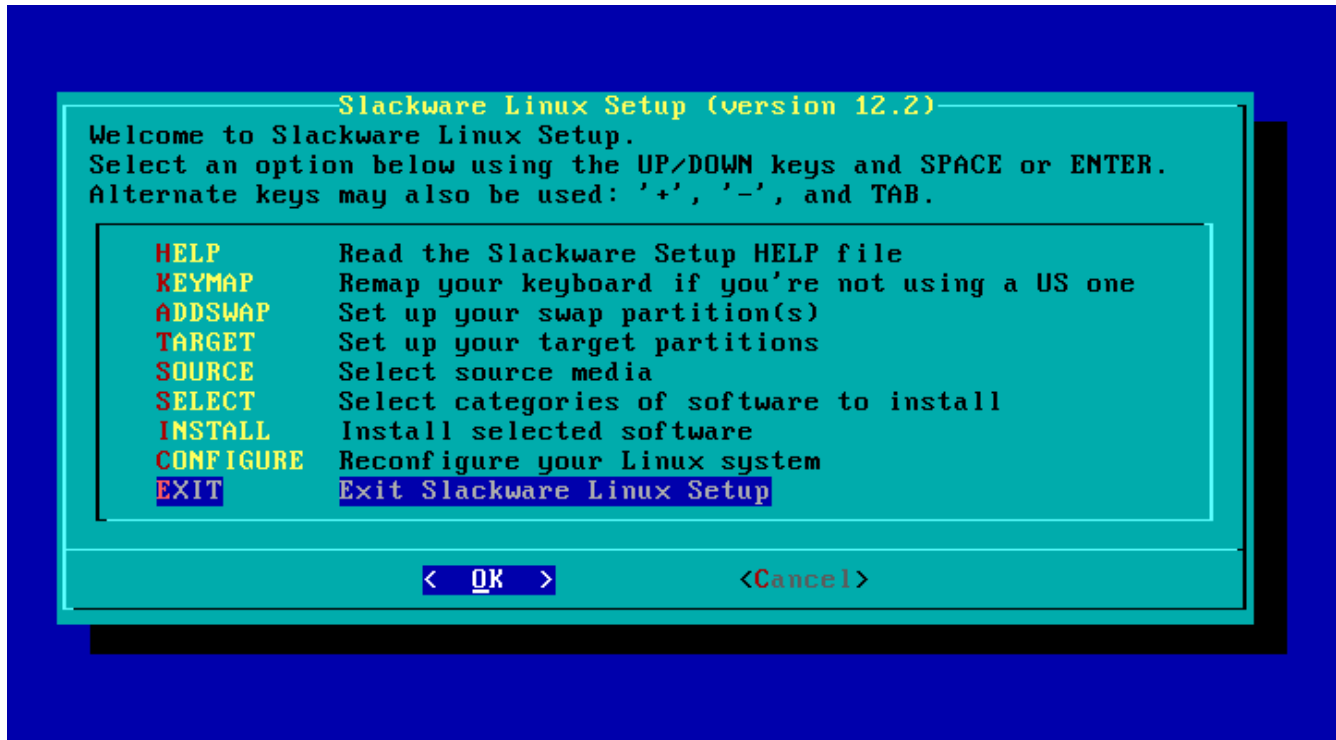 Slackware Linux Setup (version 12.2)
Welcome to Slackware Linux Setup.
Select an option below using the UP/DOWN keys and SPACE or ENTER.
Alternate keys may also be used: '+', '-', and TAB.
HELP Read the Slackware Setup HELP file
KEYMAP Remap your keyboard if you're not using a US one
ADDSWAP Set up your swap partition(s)
TARGET Set up your target partitions
SOURCE Select source media
SELECT Select categories of software to install
INSTALL Install selected software
CONFIGURE Reconfigure your Linux system
EXIT Exit Slackware Linux Setup
< OK > <Cancel>